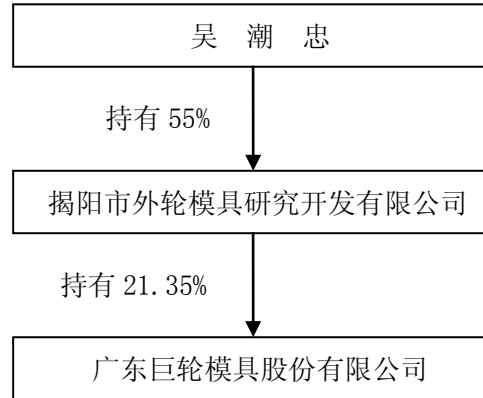 吴 潮 忠
持有 55%
揭阳市外轮模具研究开发有限公司
持有 21.35%
广东巨轮模具股份有限公司